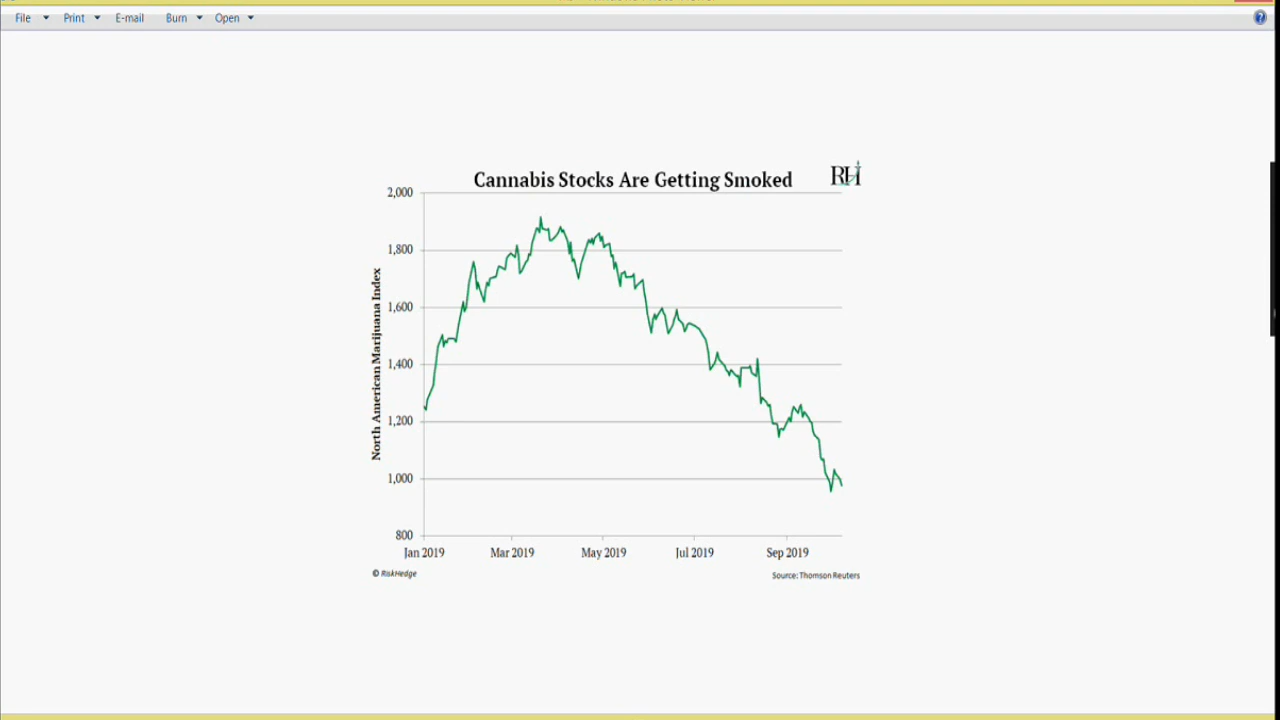 File Print E-mail Burn Open
Cannabis Stocks Are Getting Smoked
RH
North American Marijuana Index
2,000
1,800
1,600
1,400
1,200
1,000
800
Jan 2019 Mar 2019 May 2019 Jul 2019 Sep 2019
© RiskHedge
Source: Thomson Reuters